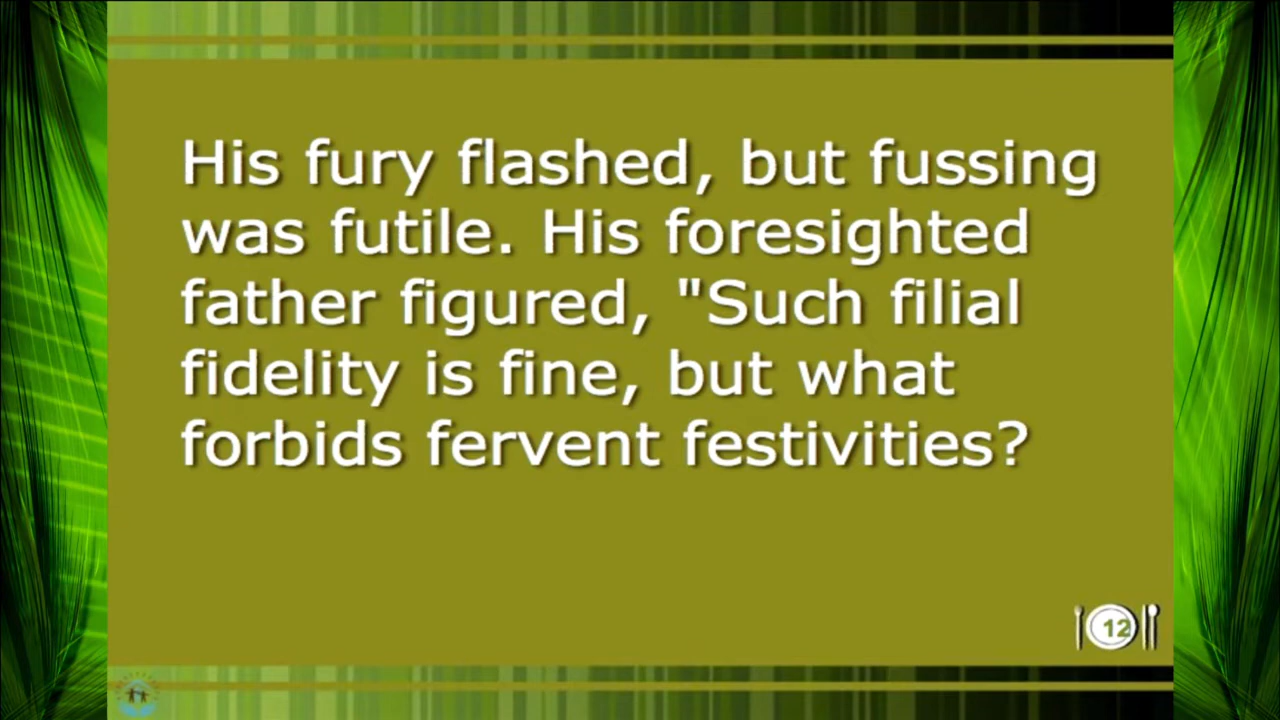 His fury flashed, but fussing
was futile. His foresighted
father figured, "Such filial
fidelity is fine, but what
forbids fervent festivities?
12